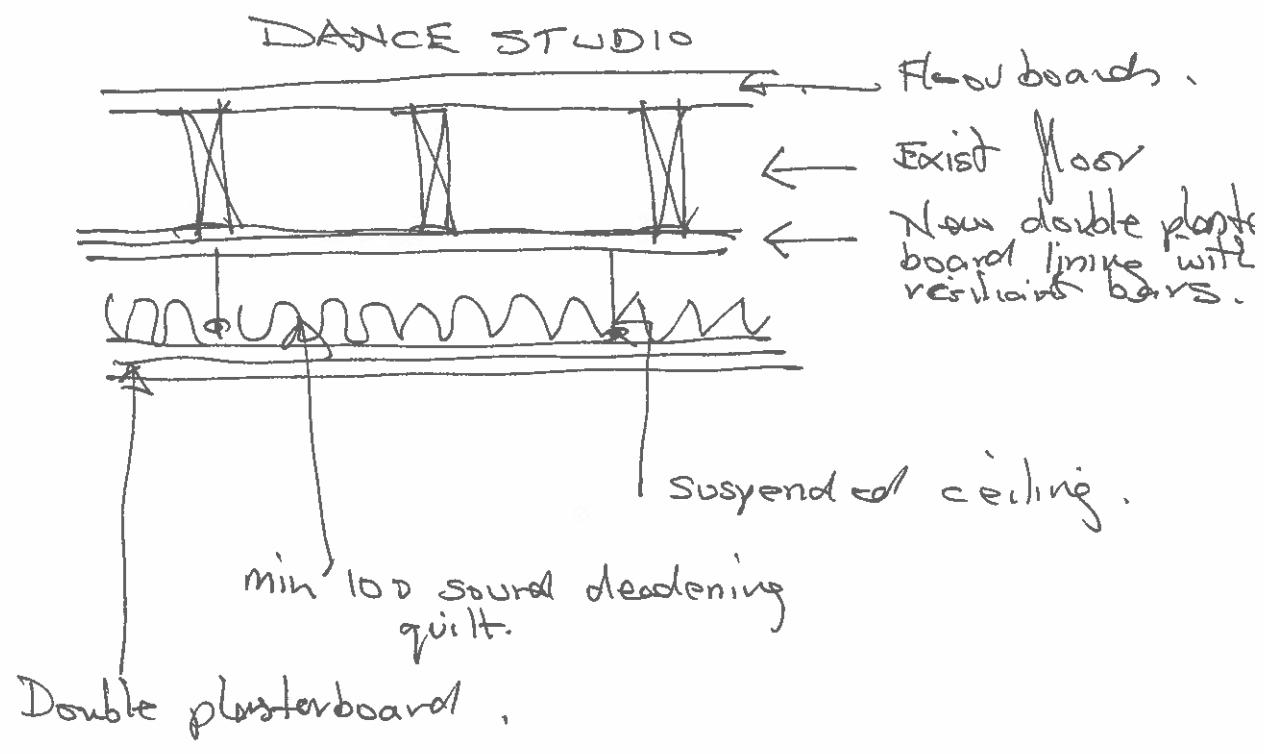 DANCE STUDIO
Floor boards.
Exist floor
New double plaste
board lining with
resiliant bars.
Suspended ceiling.
min 100 sound deadening
quilt.
Double plasterboard.